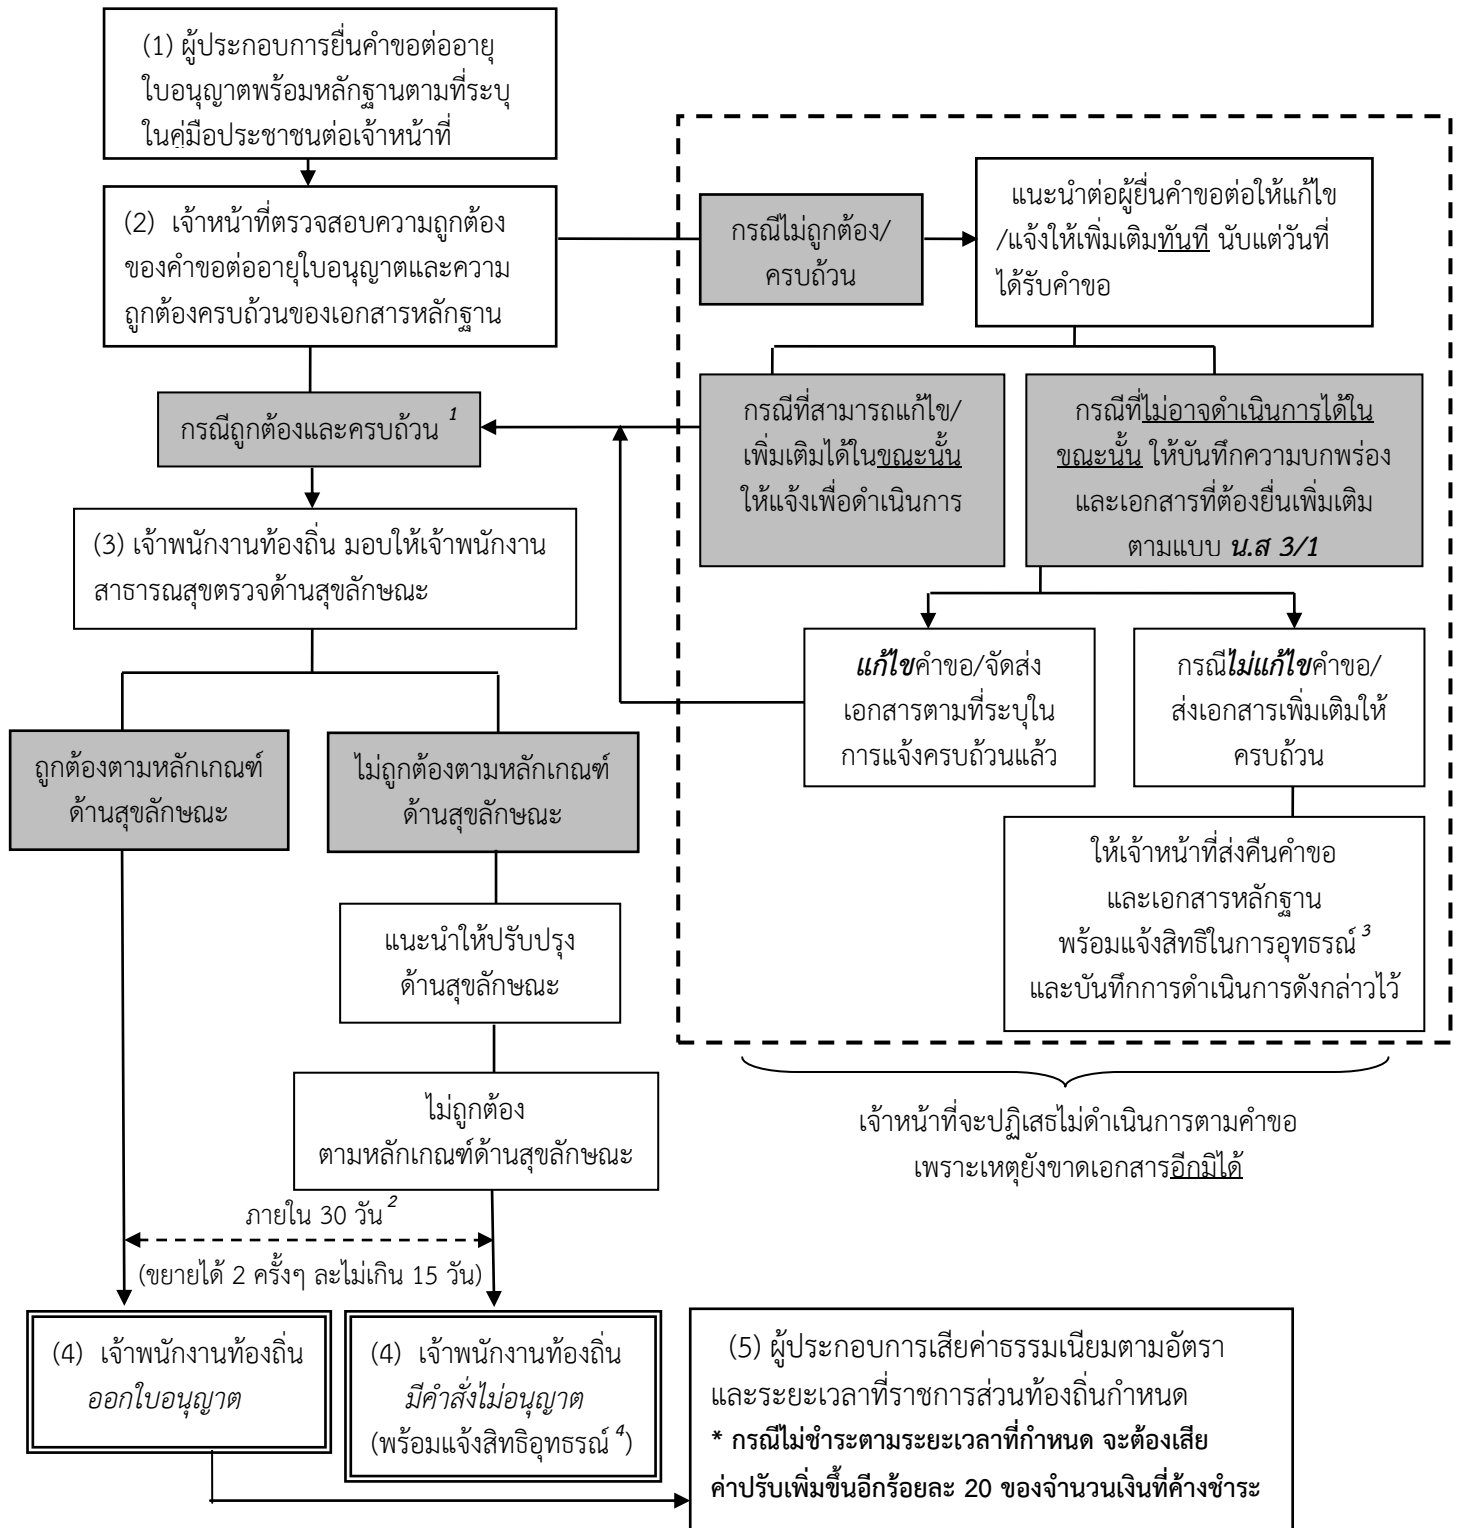 (1) ผู้ประกอบการยื่นคำขอต่ออายุ
ใบอนุญาตพร้อมหลักฐานตามที่ระบุ
ในคู่มือประชาชนต่อเจ้าหน้าที่
(2) เจ้าหน้าที่ตรวจสอบความถูกต้อง
ของคำขอต่ออายุใบอนุญาตและความ
ถูกต้องครบถ้วนของเอกสารหลักฐาน
กรณีไม่ถูกต้อง/
ครบถ้วน
แนะนำต่อผู้ยื่นคำขอต่อให้แก้ไข
/แจ้งให้เพิ่มเติมทันที นับแต่วันที่
ได้รับคำขอ
กรณีถูกต้องและครบถ้วน 1
กรณีที่สามารถแก้ไข/
เพิ่มเติมได้ในขณะนั้น
ให้แจ้งเพื่อดำเนินการ
กรณีที่ไม่อาจดำเนินการได้ใน
ขณะนั้น ให้บันทึกความบกพร่อง
และเอกสารที่ต้องยื่นเพิ่มเติม
ตามแบบ น.ส 3/1
(3) เจ้าพนักงานท้องถิ่น มอบให้เจ้าพนักงาน
สาธารณสุขตรวจด้านสุขลักษณะ
แก้ไขคำขอ/จัดส่ง
เอกสารตามที่ระบุใน
การแจ้งครบถ้วนแล้ว
กรณีไม่แก้ไขคำขอ/
ส่งเอกสารเพิ่มเติมให้
ครบถ้วน
ถูกต้องตามหลักเกณฑ์
ด้านสุขลักษณะ
ไม่ถูกต้องตามหลักเกณฑ์
ด้านสุขลักษณะ
ให้เจ้าหน้าที่ส่งคืนคำขอ
และเอกสารหลักฐาน
พร้อมแจ้งสิทธิในการอุทธรณ์ 3
และบันทึกการดำเนินการดังกล่าวไว้
แนะนำให้ปรับปรุง
ด้านสุขลักษณะ
ไม่ถูกต้อง
ตามหลักเกณฑ์ด้านสุขลักษณะ
เจ้าหน้าที่จะปฏิเสธไม่ดำเนินการตามคำขอ
เพราะเหตุยังขาดเอกสารอีกมิได้
ภายใน 30 วัน 2
(ขยายได้ 2 ครั้งๆ ละไม่เกิน 15 วัน)
(4) เจ้าพนักงานท้องถิ่น
ออกใบอนุญาต
(4) เจ้าพนักงานท้องถิ่น
มีคำสั่งไม่อนุญาต
(พร้อมแจ้งสิทธิอุทธรณ์ 4)
(5) ผู้ประกอบการเสียค่าธรรมเนียมตามอัตรา
และระยะเวลาที่ราชการส่วนท้องถิ่นกำหนด
* กรณีไม่ชำระตามระยะเวลาที่กำหนด จะต้องเสีย
ค่าปรับเพิ่มขึ้นอีกร้อยละ 20 ของจำนวนเงินที่ค้างชำระ